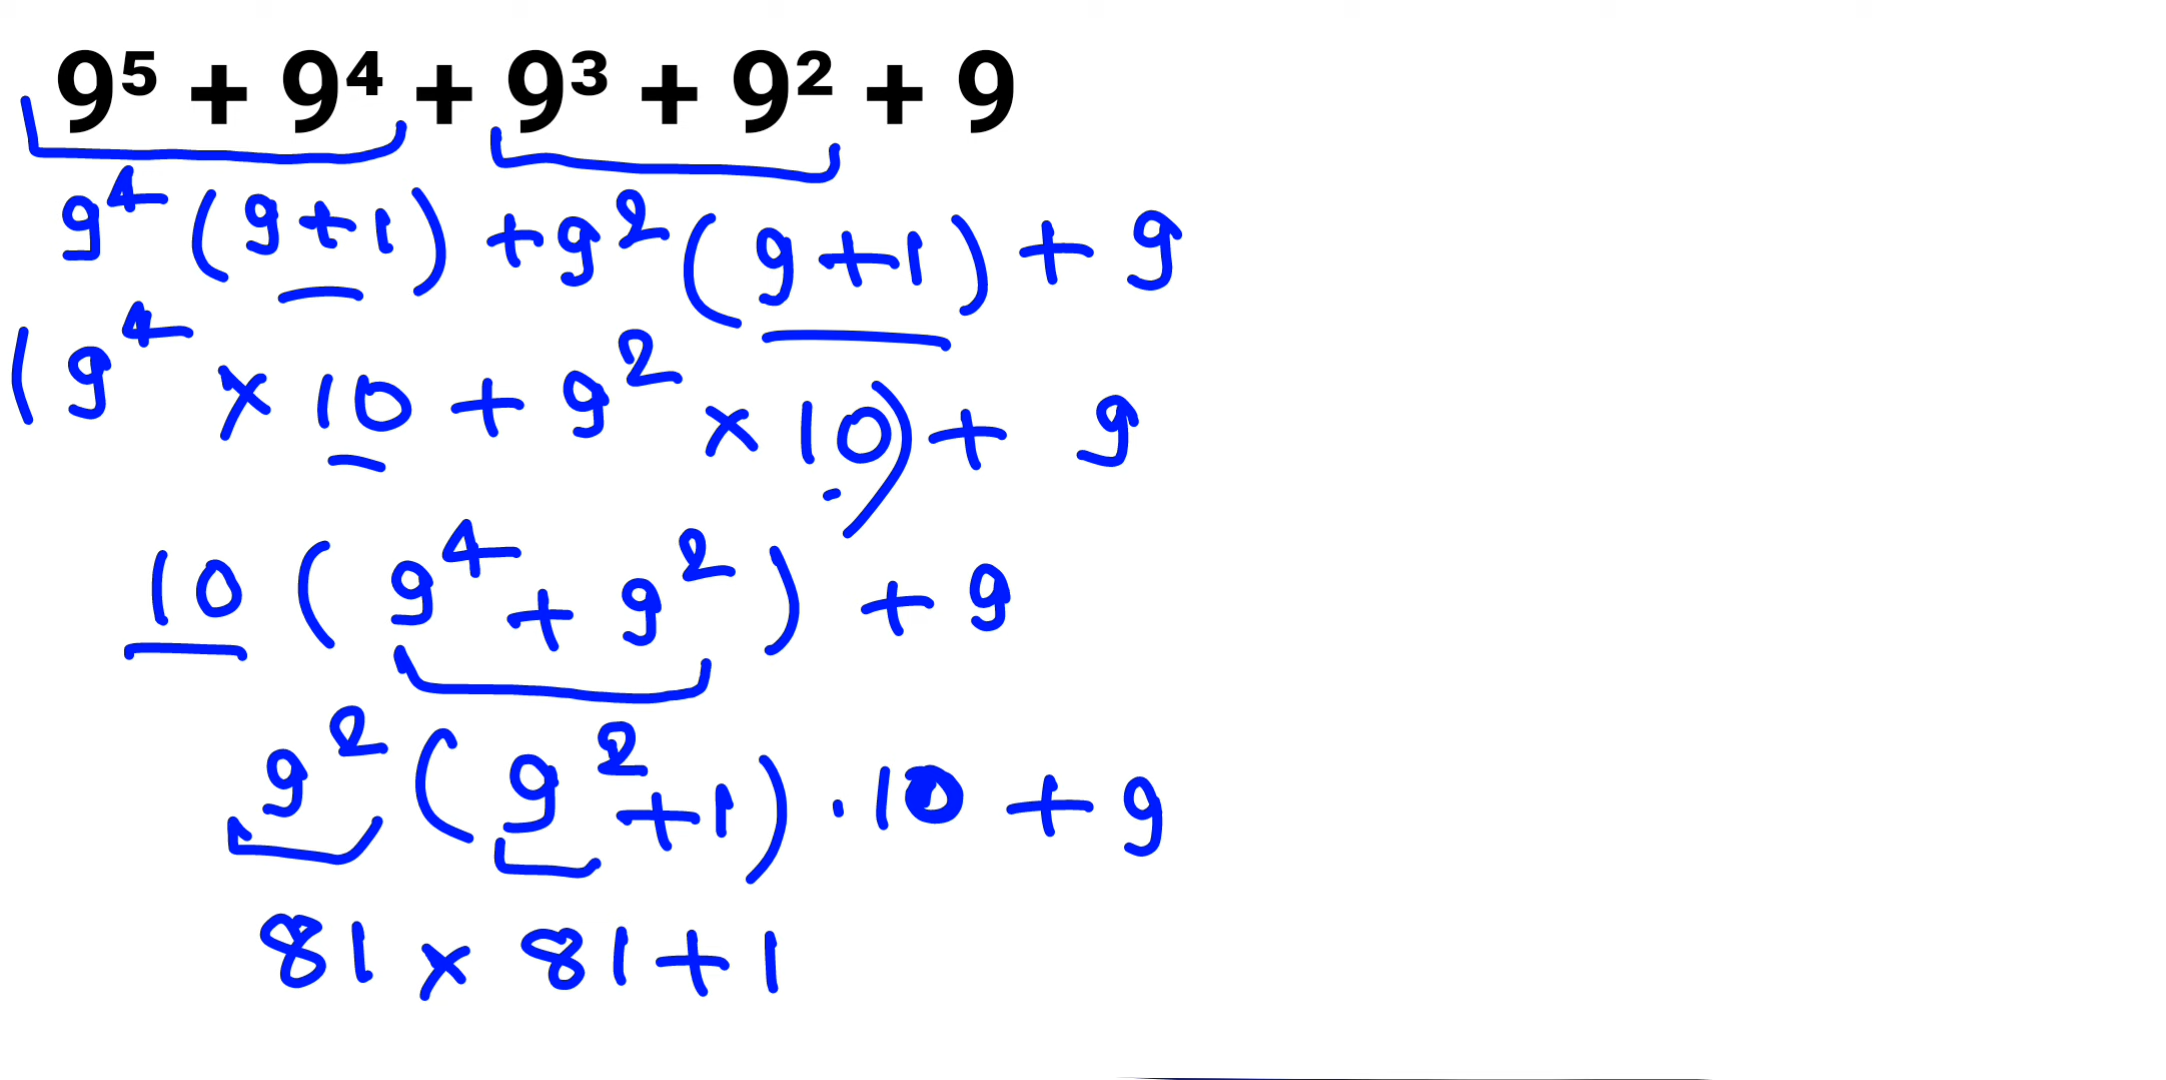 9⁵ + 9⁴ + 9³ + 9² + 9
9⁴ (9+1) + 9² (9+1) + 9
(9⁴ × 10 + 9² × 10) + 9
10 (9⁴ + 9²) + 9
9² (9² + 1) · 10 + 9
81 × 81 + 1